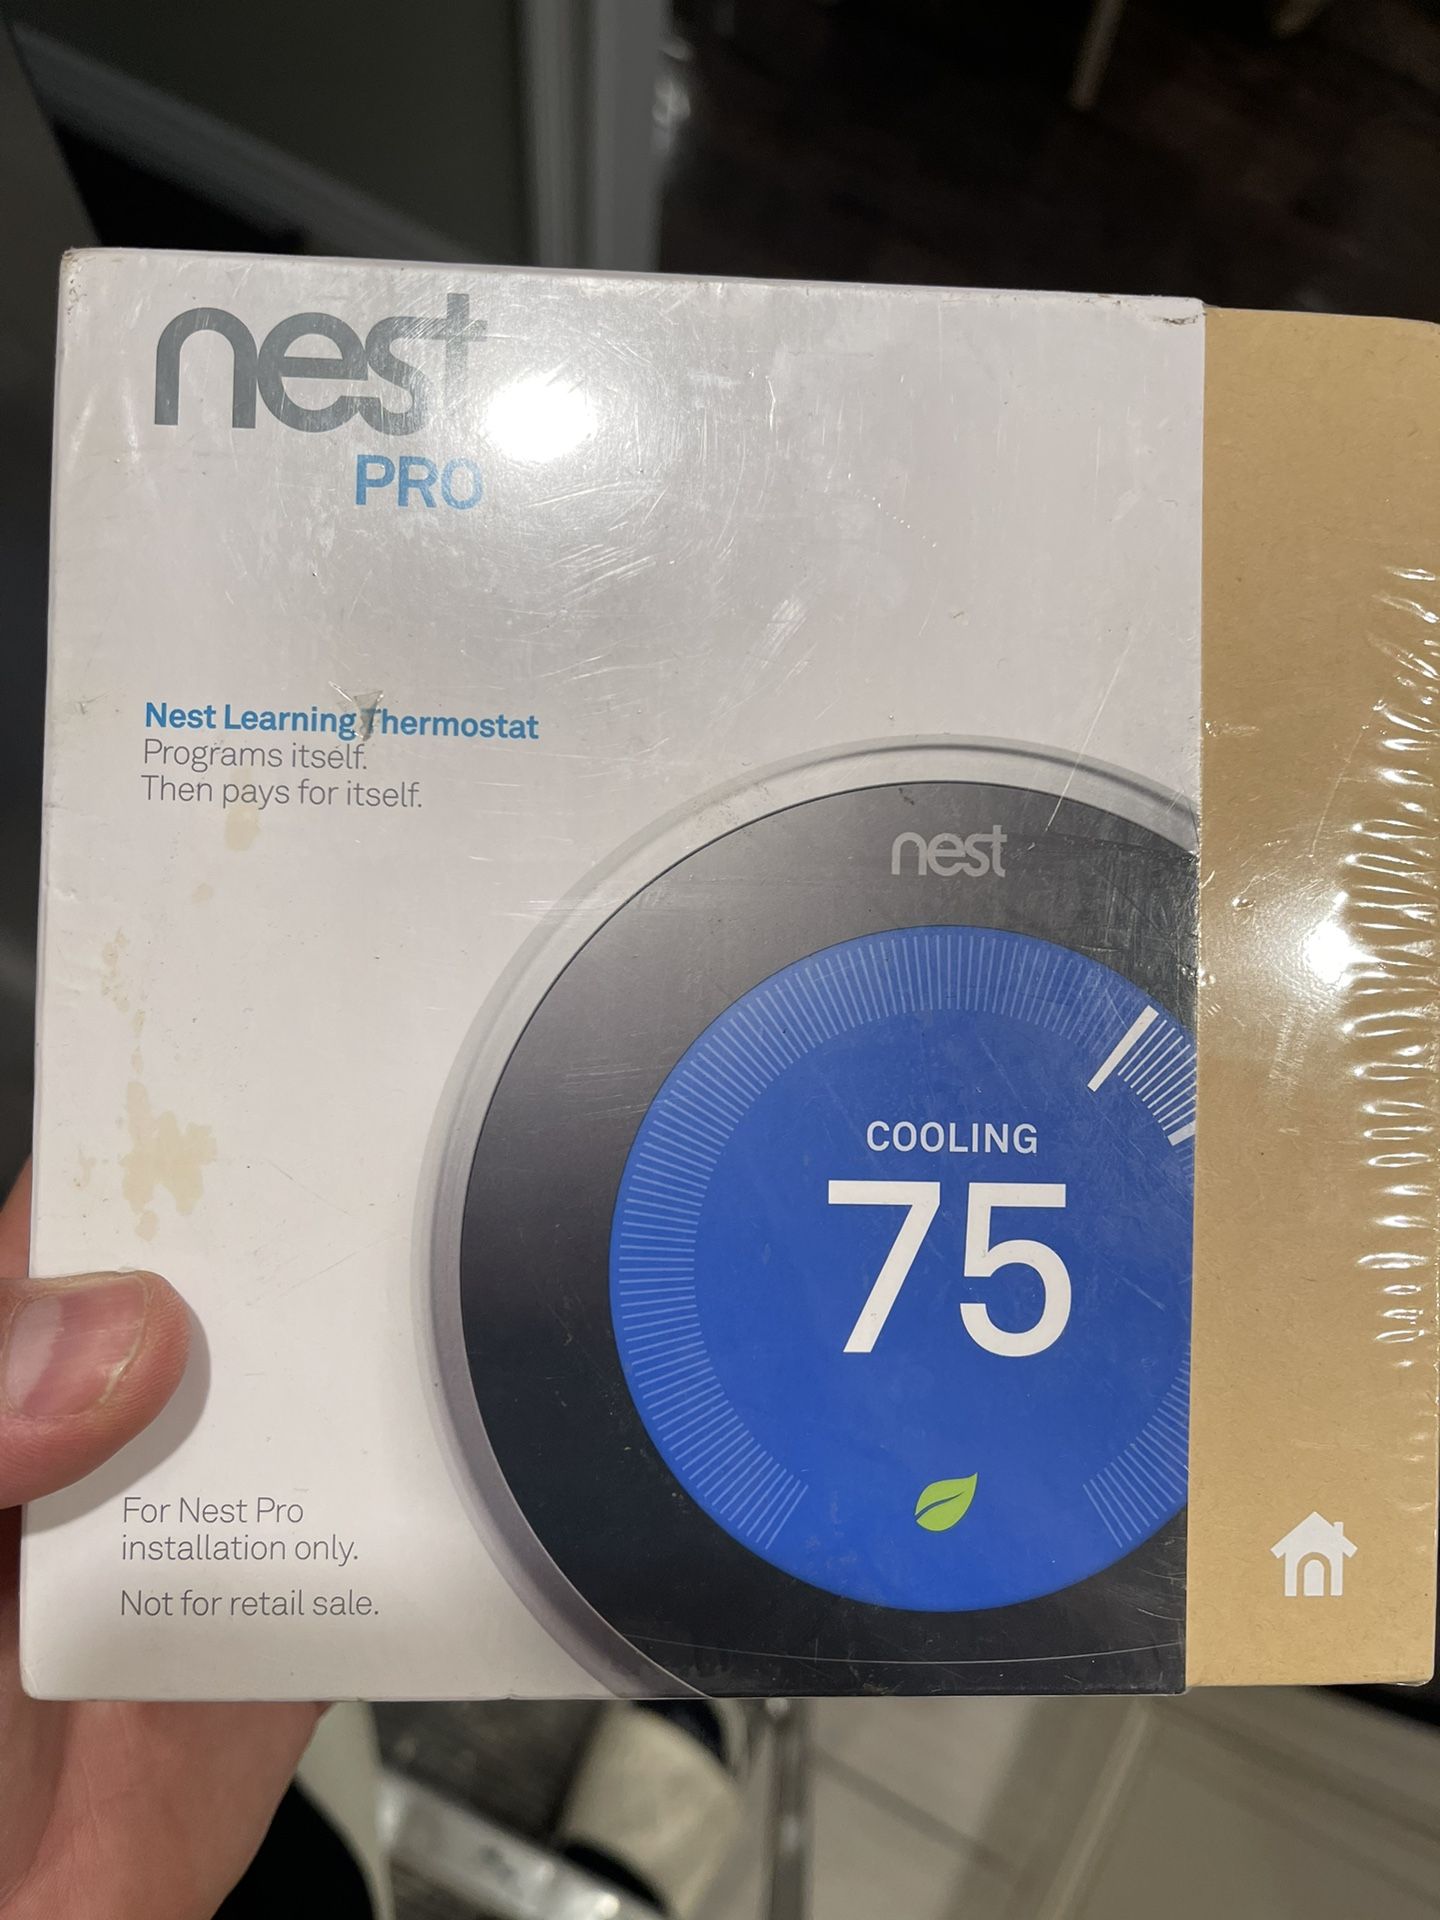 nest
PRO
Nest Learning Thermostat
Programs itself.
Then pays for itself.
nest
COOLING
75
For Nest Pro
installation only.
Not for retail sale.